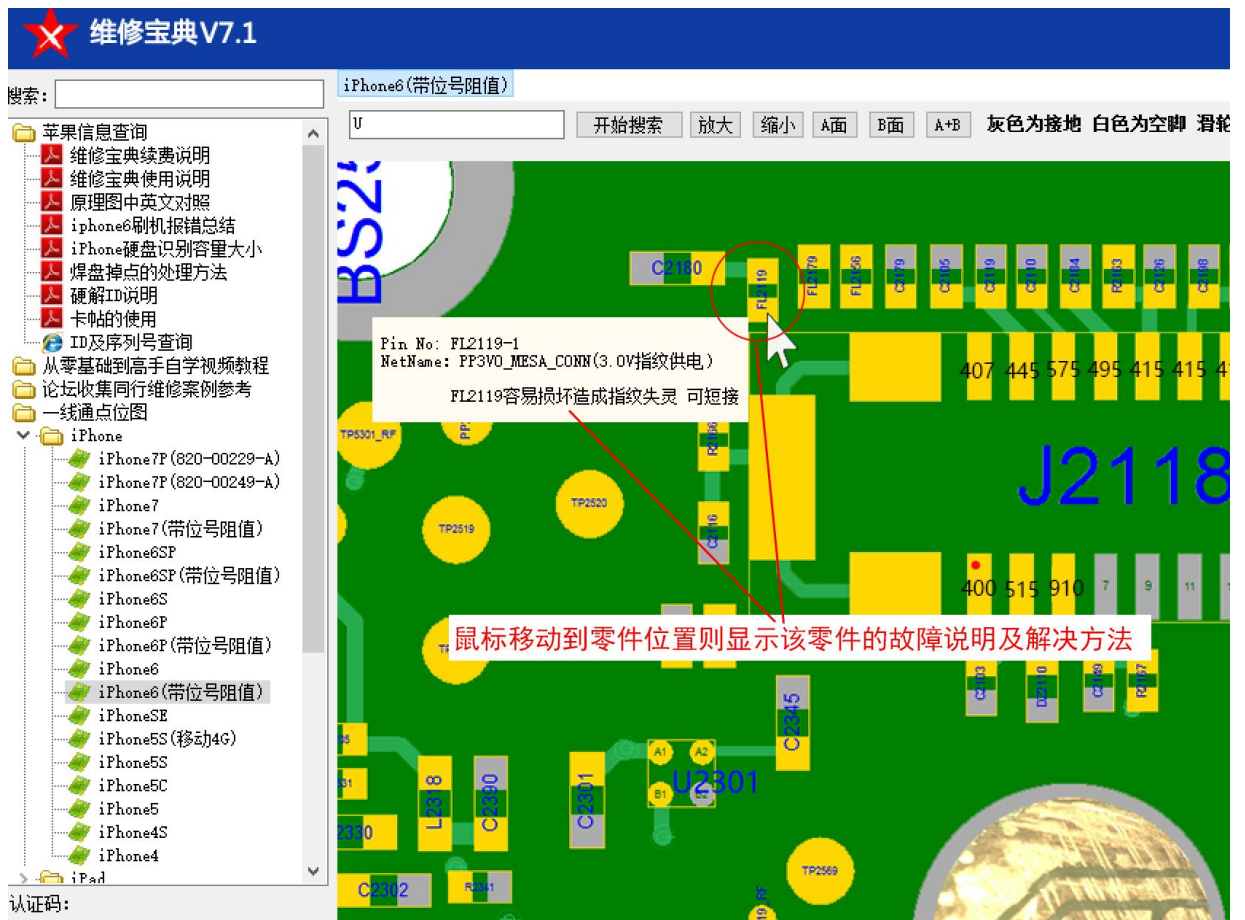 维修宝典V7.1
搜索:
iPhone6(带位号阻值)
U
开始搜索 放大 缩小 A面 B面 A+B 灰色为接地 白色为空脚 滑轮
苹果信息查询
维修宝典续费说明
维修宝典使用说明
原理图中英文对照
iphone6刷机报错总结
iPhone硬盘识别容量大小
焊盘掉点的处理方法
硬解ID说明
卡帖的使用
ID及序列号查询
从零基础到高手自学视频教程
论坛收集同行维修案例参考
一线通点位图
iPhone
iPhone7P(820-00229-A)
iPhone7P(820-00249-A)
iPhone7
iPhone7(带位号阻值)
iPhone6SP
iPhone6SP(带位号阻值)
iPhone6S
iPhone6P
iPhone6P(带位号阻值)
iPhone6
iPhone6(带位号阻值)
iPhoneSE
iPhone5S(移动4G)
iPhone5S
iPhone5C
iPhone5
iPhone4S
iPhone4
iPad
认证码:
BS25
C2180
FL2119
FL2179
FL2156
C2179
C2105
C2119
C2110
C2184
R2163
C2126
C2198
Pin No: FL2119-1
NetName: PP3V0_MESA_CONN(3.0V指纹供电)
FL2119容易损坏造成指纹失灵 可短接
407 445 575 495 415 415
TP5301_RF
R2166
J2118
TP2520
TP2519
C2116
400 515 910 7 9 11
鼠标移动到零件位置则显示该零件的故障说明及解决方法
C2103
DZ2110
C2149
R2167
C2345
A1 A2
U2301
B1 B2
L2318
C2390
C2301
2330
C2302
R2341
TP2569